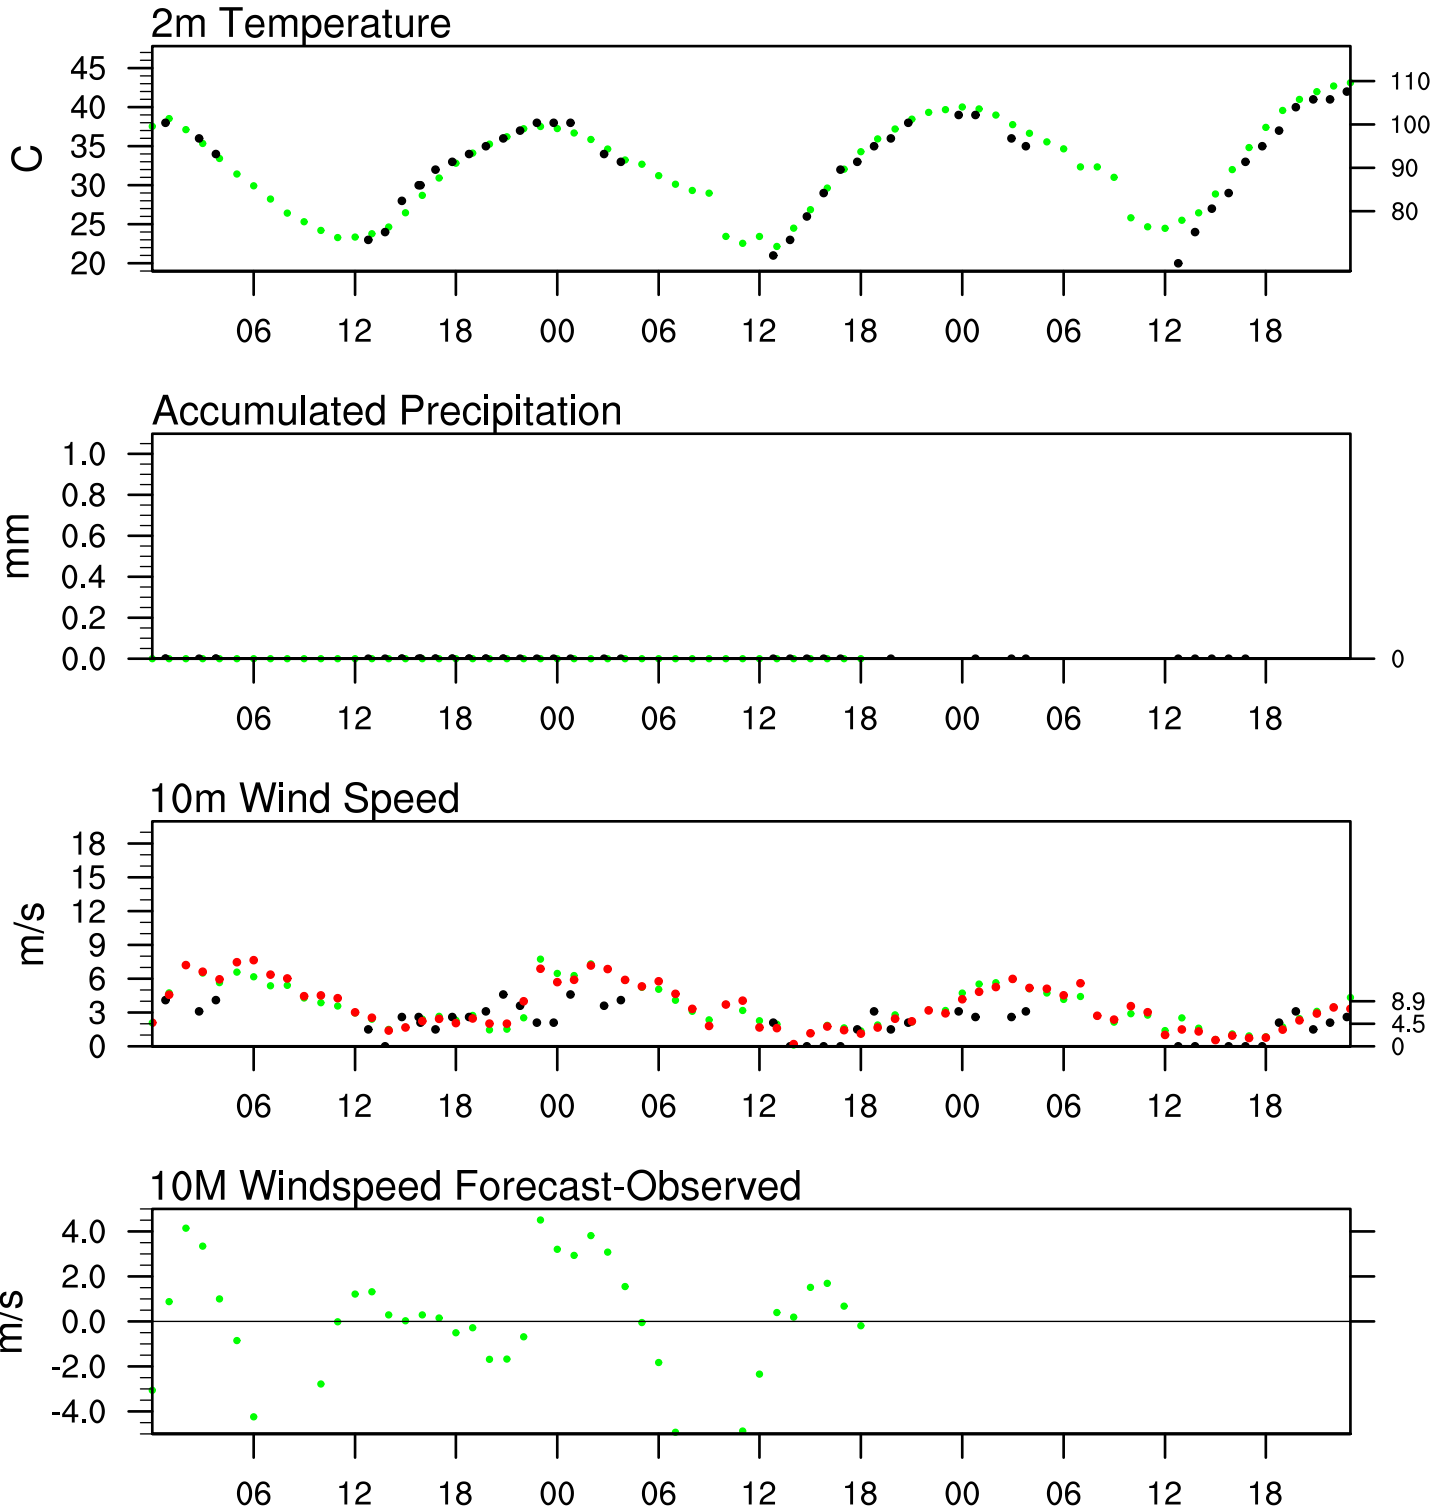 2m Temperature
45
40
35
30
25
20
C
110
100
90
80
06 12 18 00 06 12 18 00 06 12 18
Accumulated Precipitation
1.0
0.8
0.6
0.4
0.2
0.0
mm
0
06 12 18 00 06 12 18 00 06 12 18
10m Wind Speed
18
15
12
9
6
3
0
m/s
8.9
4.5
0
06 12 18 00 06 12 18 00 06 12 18
10M Windspeed Forecast-Observed
4.0
2.0
0.0
-2.0
-4.0
m/s
06 12 18 00 06 12 18 00 06 12 18